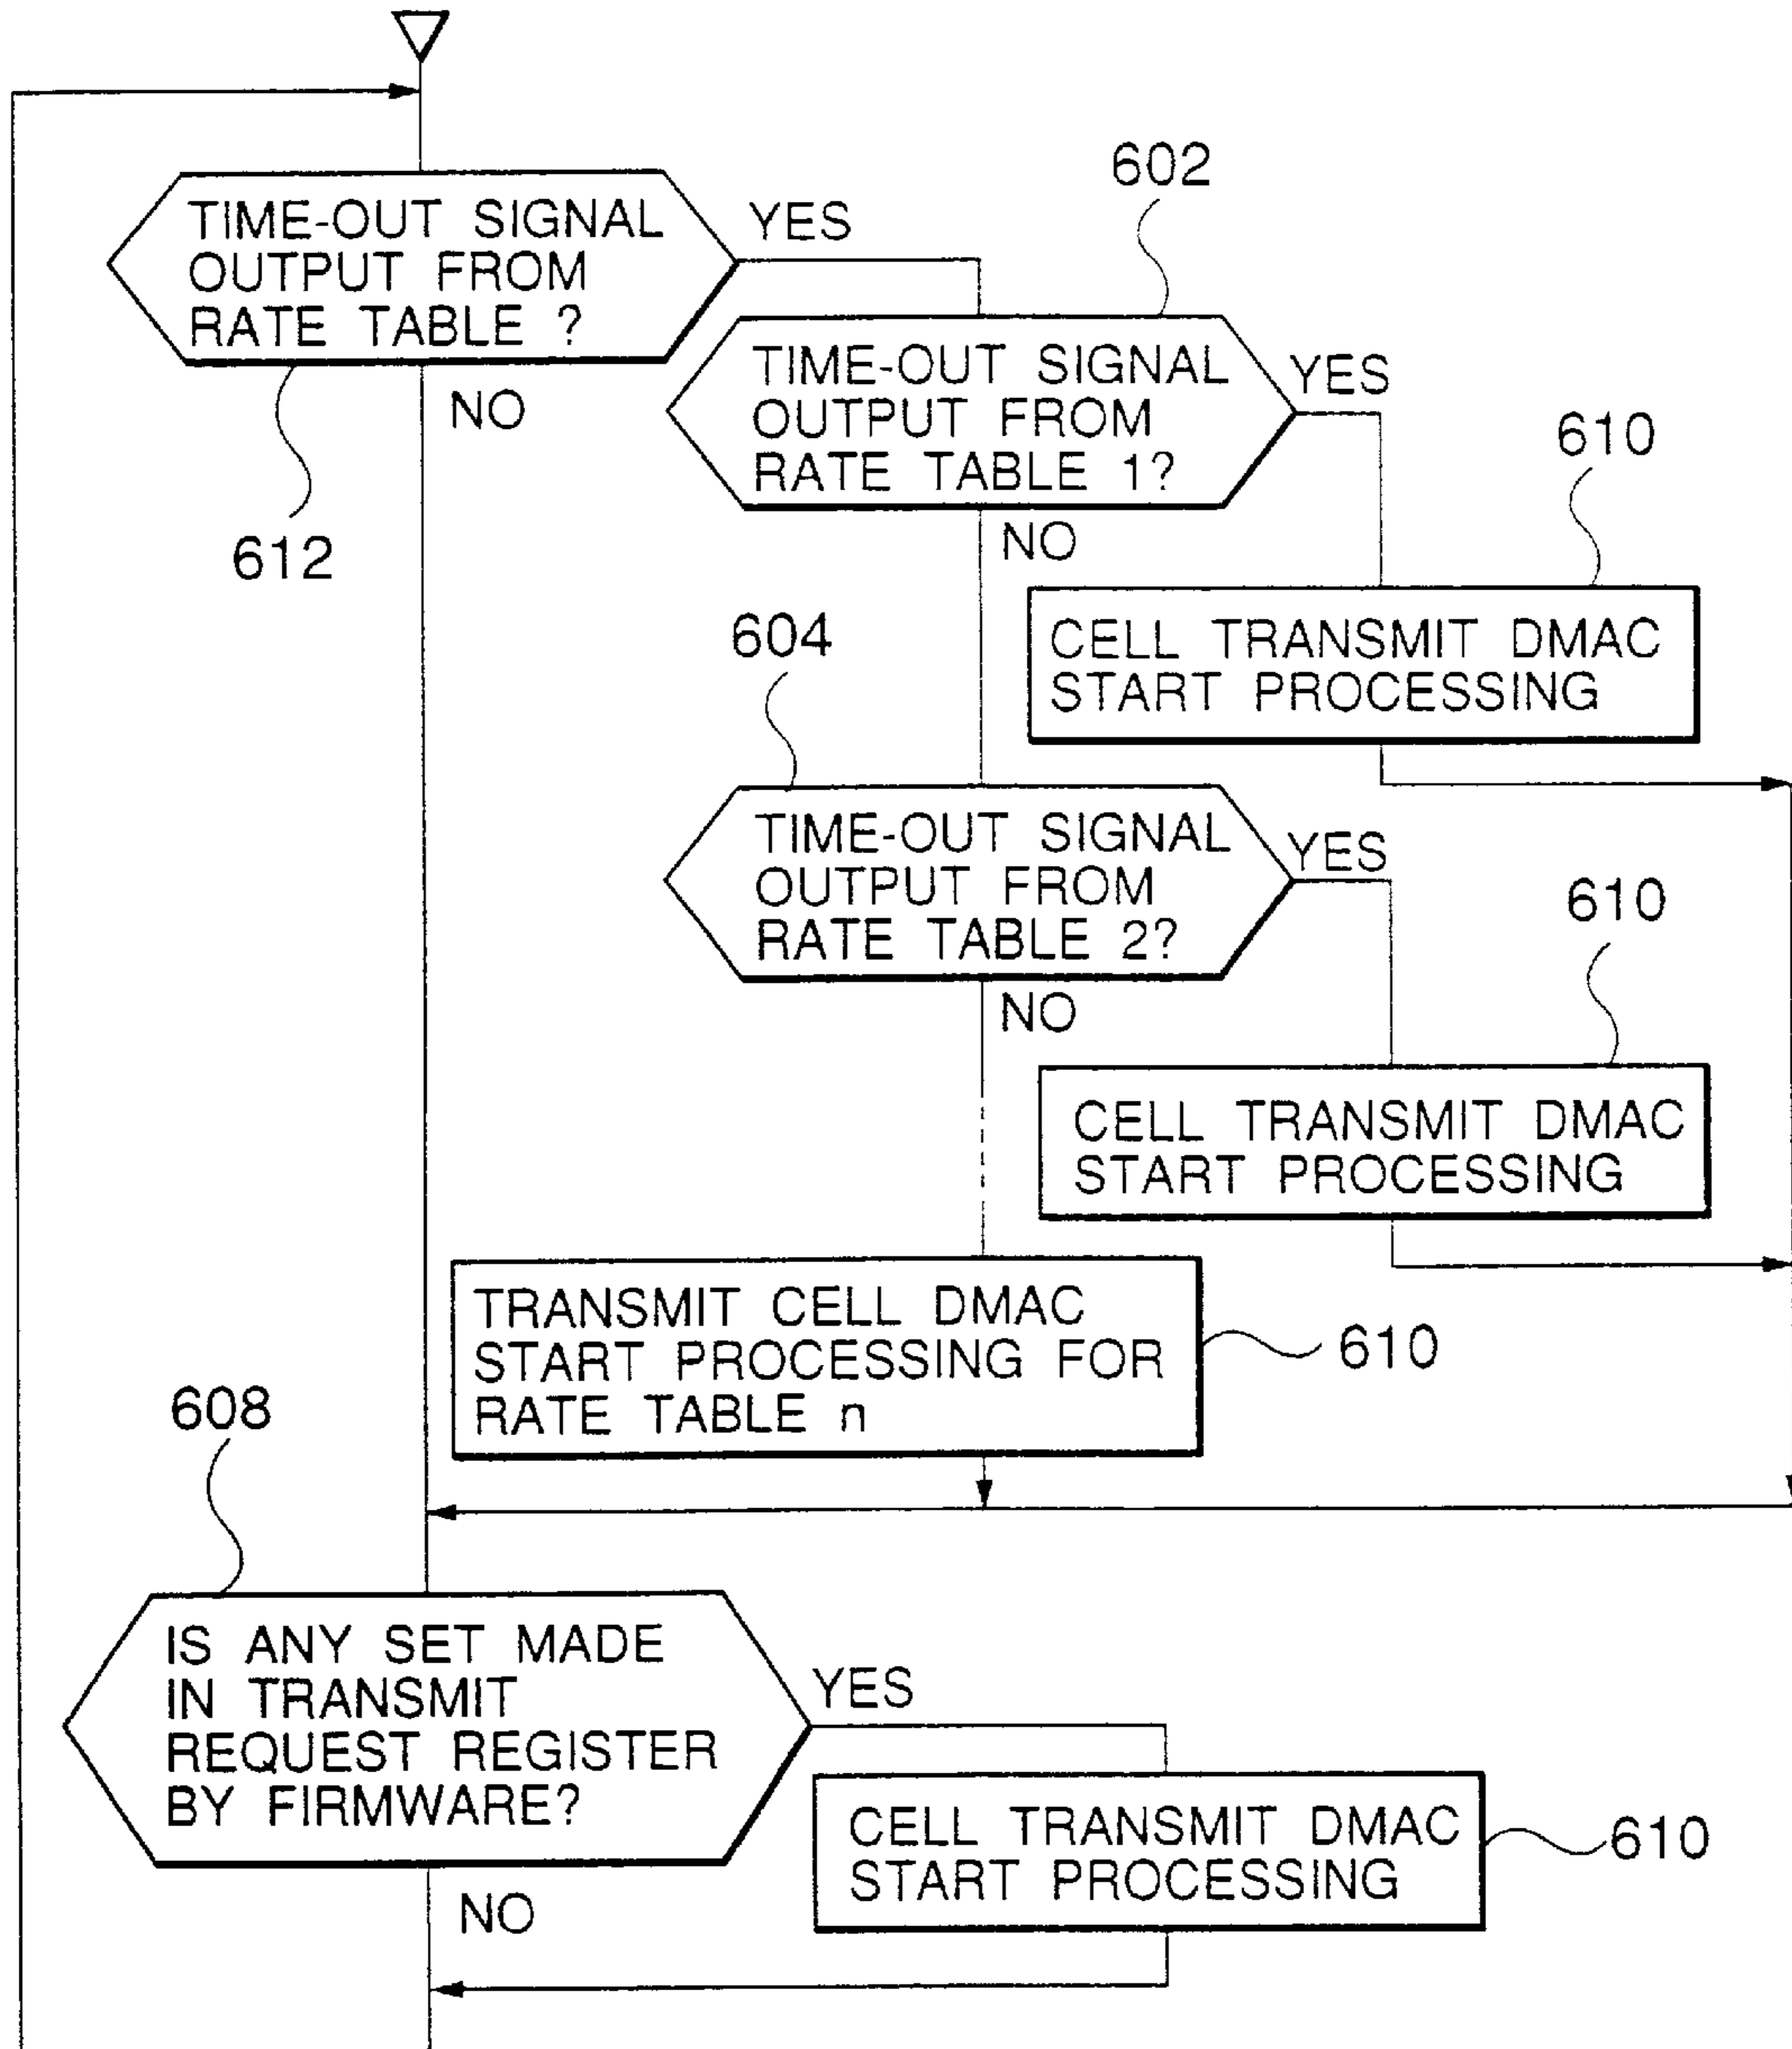 TIME-OUT SIGNAL
OUTPUT FROM
RATE TABLE ?
YES
NO
612
602
TIME-OUT SIGNAL
OUTPUT FROM
RATE TABLE 1?
YES
NO
610
CELL TRANSMIT DMAC
START PROCESSING
604
TIME-OUT SIGNAL
OUTPUT FROM
RATE TABLE 2?
YES
NO
610
CELL TRANSMIT DMAC
START PROCESSING
TRANSMIT CELL DMAC
START PROCESSING FOR
RATE TABLE n
610
608
IS ANY SET MADE
IN TRANSMIT
REQUEST REGISTER
BY FIRMWARE?
YES
NO
CELL TRANSMIT DMAC
START PROCESSING
610